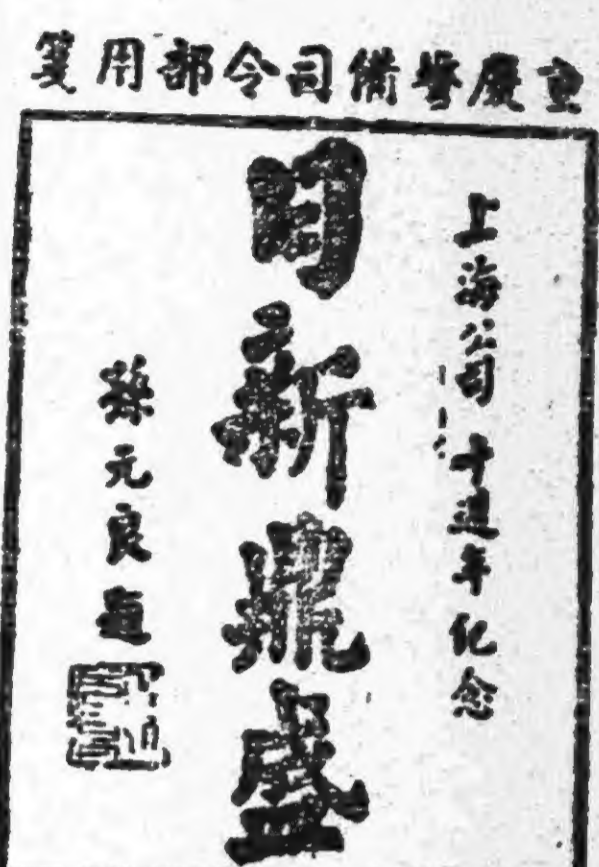 重慶警備司令部用箋
上海公司十週年紀念
日新鼎盛
孫元良題